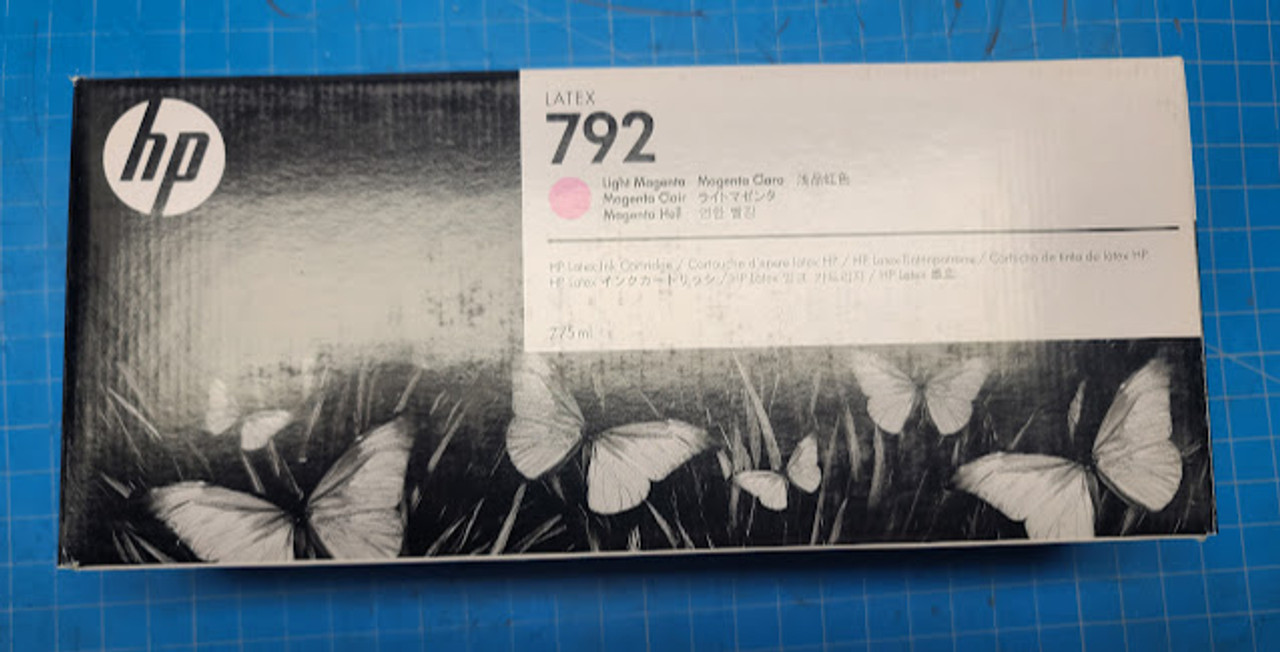 hp
LATEX
792
Light Magenta Magenta Claro 浅品红色
Magenta Clair ライトマゼンタ
Magenta Hell 연한 빨강
HP Latex Ink Cartridge / Cartouche d'encre latex HP / HP Latex Tintenpatrone / Cartucho de tinta de látex HP
HP Latex インクカートリッジ / HP Latex 잉크 카트리지 / HP Latex 墨盒
775 ml